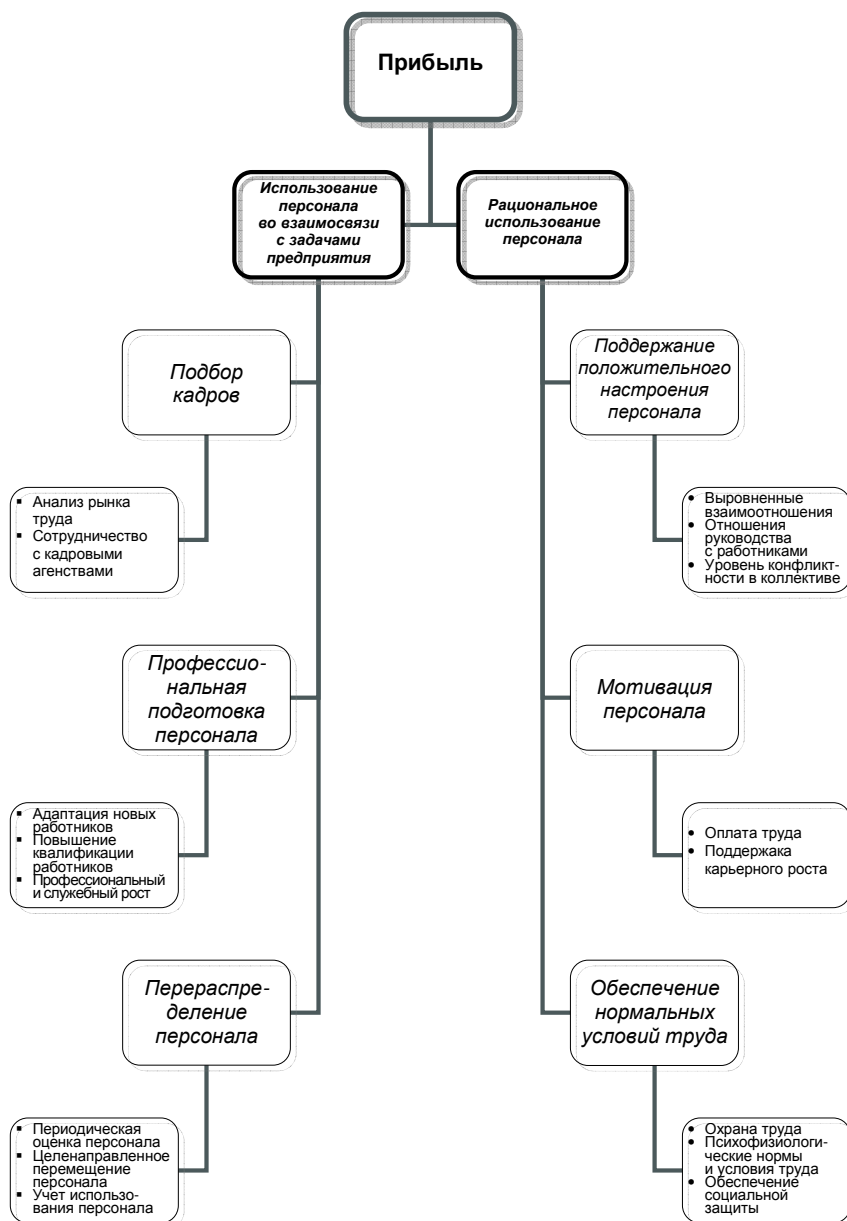 Прибыль
Использование
персонала
во взаимосвязи
с задачами
предприятия
Рациональное
использование
персонала
Подбор
кадров
Поддержание
положительного
настроения
персонала
▪ Анализ рынка
труда
▪ Сотрудничество
с кадровыми
агенствами
• Выровненные
взаимоотношения
• Отношения
руководства
с работниками
• Уровень конфликт-
ности в коллективе
Профессио-
нальная
подготовка
персонала
Мотивация
персонала
▪ Адаптация новых
работников
▪ Повышение
квалификации
работников
▪ Профессиональный
и служебный рост
• Оплата труда
• Поддержака
карьерного роста
Перераспре-
деление
персонала
Обеспечение
нормальных
условий труда
▪ Периодическая
оценка персонала
▪ Целенаправленное
перемещение
персонала
▪ Учет использо-
вания персонала
• Охрана труда
• Психофизиологи-
ческие нормы
и условия труда
• Обеспечение
социальной
защиты